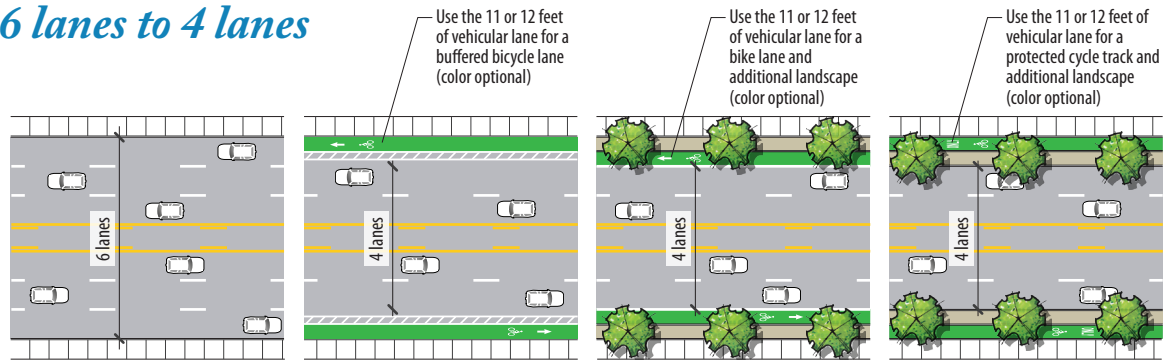 6 lanes to 4 lanes
Use the 11 or 12 feet
of vehicular lane for a
buffered bicycle lane
(color optional)
Use the 11 or 12 feet
of vehicular lane for a
bike lane and
additional landscape
(color optional)
Use the 11 or 12 feet of
vehicular lane for a
protected cycle track and
additional landscape
(color optional)
6 lanes
4 lanes
4 lanes
4 lanes